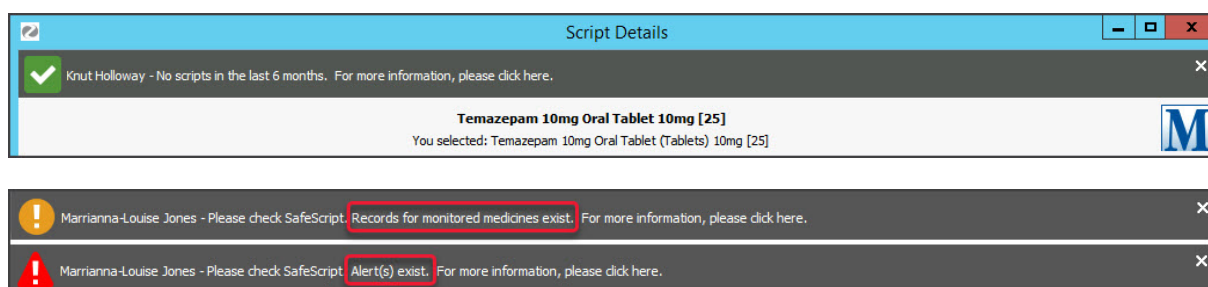 Script Details
Knut Holloway - No scripts in the last 6 months. For more information, please click here.
Temazepam 10mg Oral Tablet 10mg [25]
You selected: Temazepam 10mg Oral Tablet (Tablets) 10mg [25]
M
Marrianna-Louise Jones - Please check SafeScript. Records for monitored medicines exist. For more information, please click here.
Marrianna-Louise Jones - Please check SafeScript. Alert(s) exist. For more information, please click here.